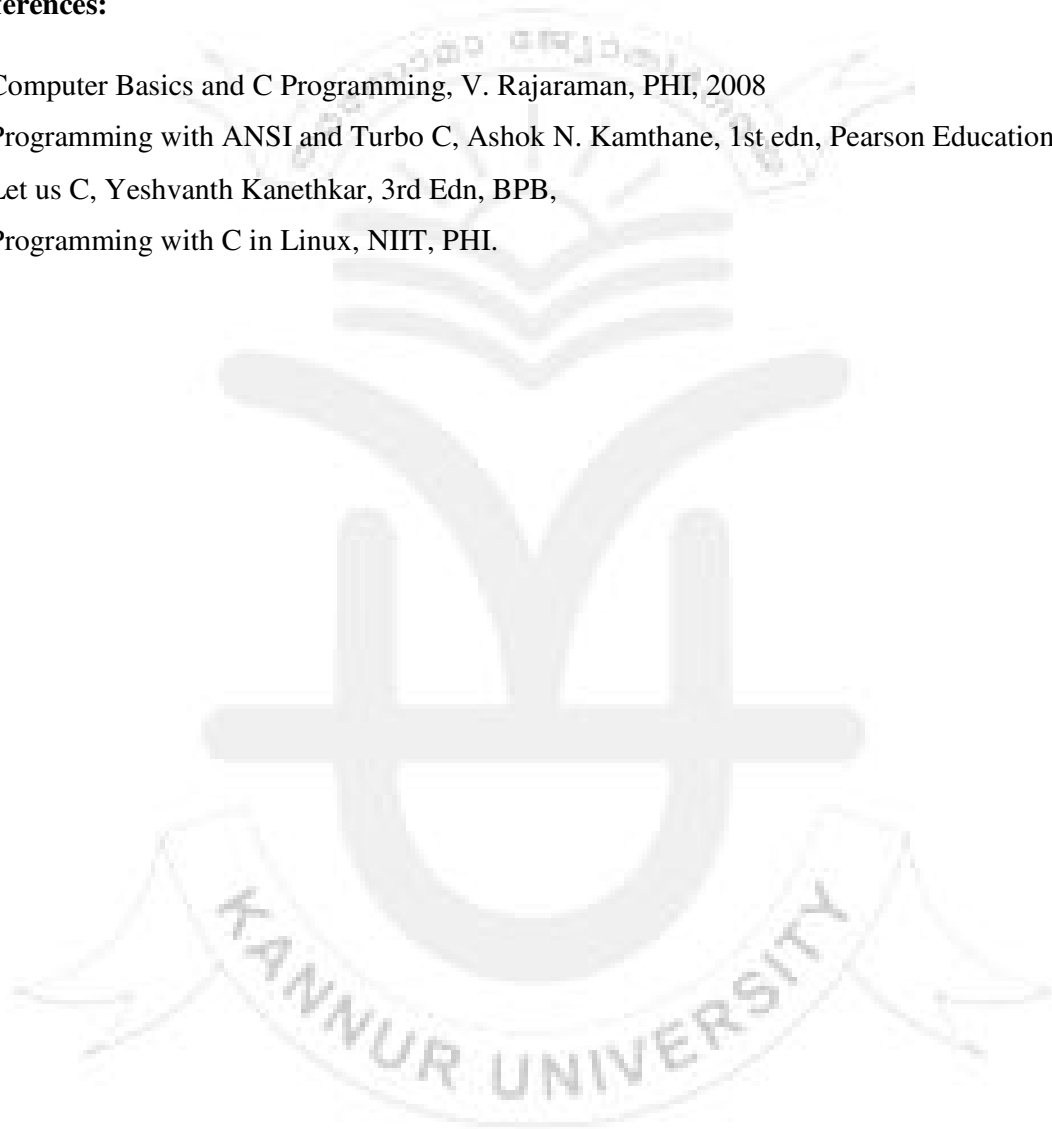 ferences:
Computer Basics and C Programming, V. Rajaraman, PHI, 2008
Programming with ANSI and Turbo C, Ashok N. Kamthane, 1st edn, Pearson Education
Let us C, Yeshvanth Kanethkar, 3rd Edn, BPB,
Programming with C in Linux, NIIT, PHI.
KANNUR UNIVERSITY